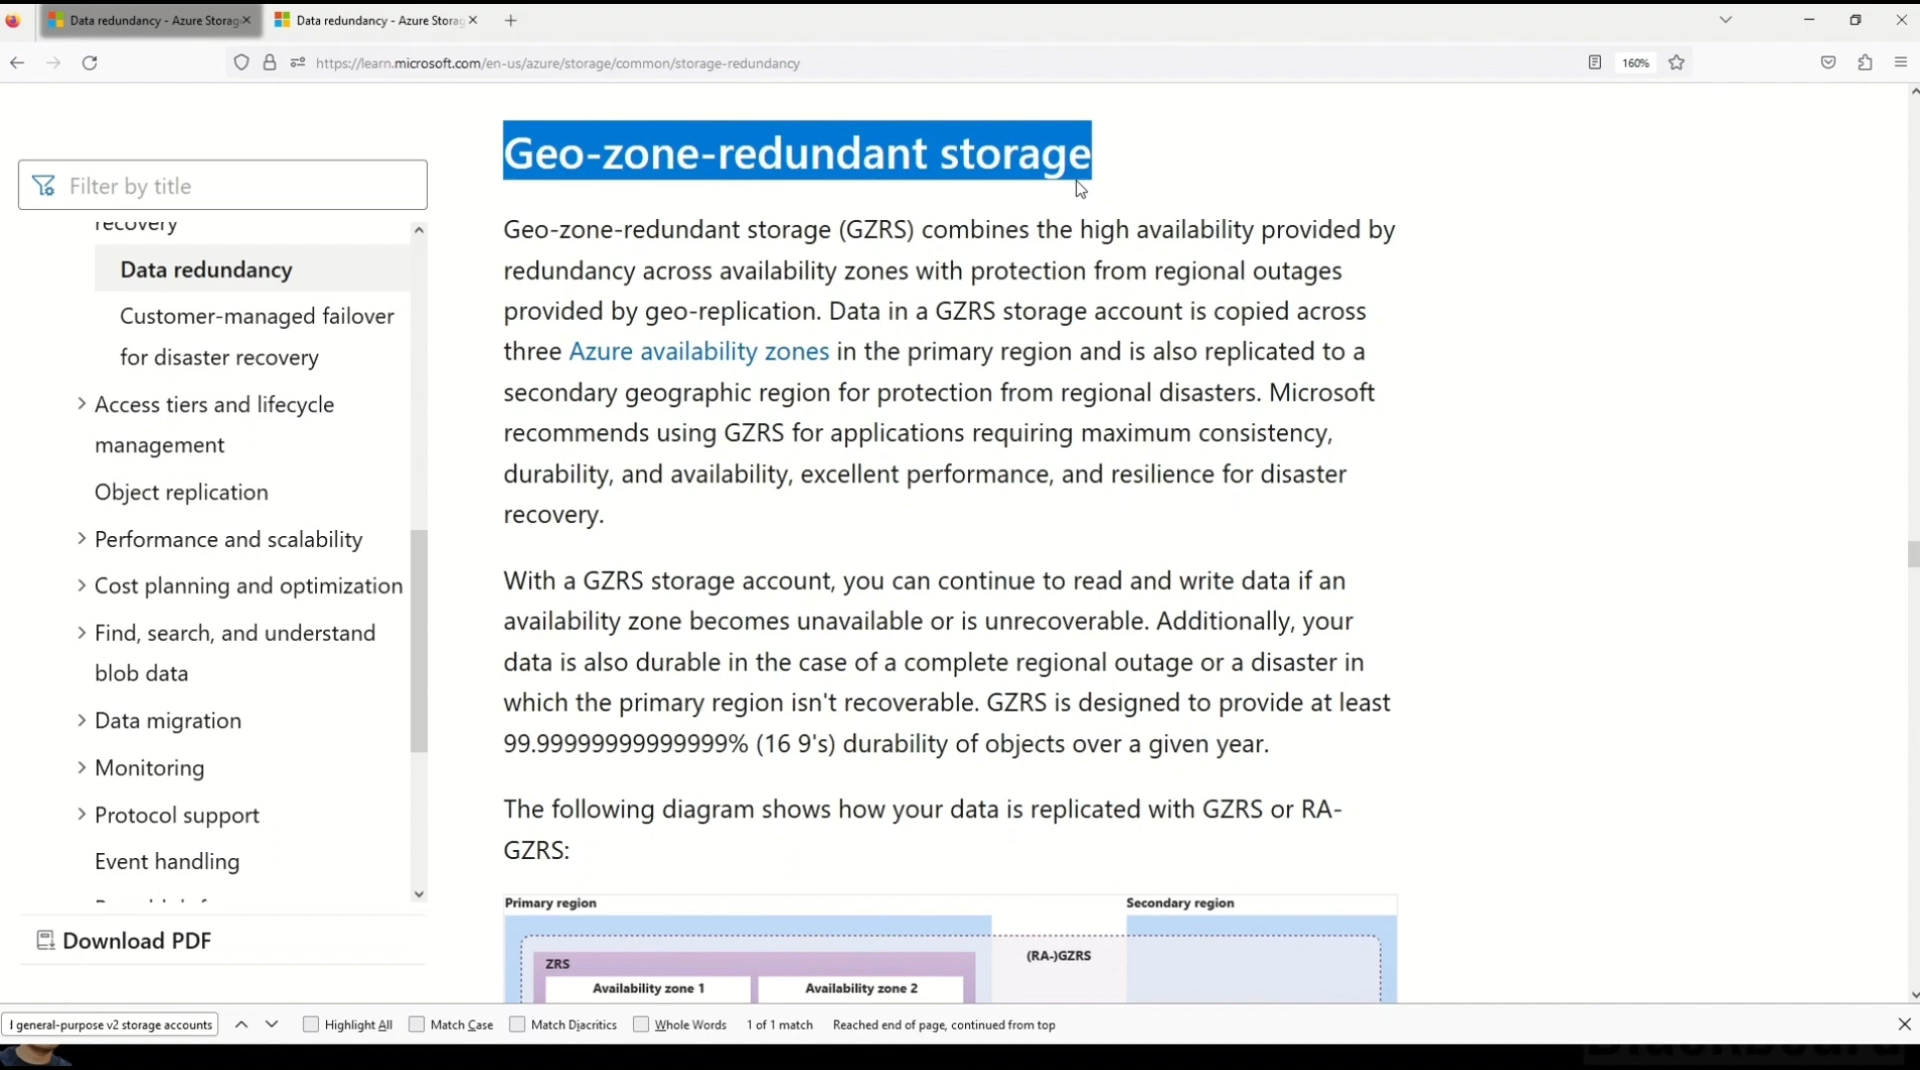 Data redundancy - Azure Storag
Data redundancy - Azure Storag
https://learn.microsoft.com/en-us/azure/storage/common/storage-redundancy
160%
Filter by title
recovery
Data redundancy
Customer-managed failover
for disaster recovery
Access tiers and lifecycle
management
Object replication
Performance and scalability
Cost planning and optimization
Find, search, and understand
blob data
Data migration
Monitoring
Protocol support
Event handling
Download PDF
Geo-zone-redundant storage
Geo-zone-redundant storage (GZRS) combines the high availability provided by
redundancy across availability zones with protection from regional outages
provided by geo-replication. Data in a GZRS storage account is copied across
three Azure availability zones in the primary region and is also replicated to a
secondary geographic region for protection from regional disasters. Microsoft
recommends using GZRS for applications requiring maximum consistency,
durability, and availability, excellent performance, and resilience for disaster
recovery.
With a GZRS storage account, you can continue to read and write data if an
availability zone becomes unavailable or is unrecoverable. Additionally, your
data is also durable in the case of a complete regional outage or a disaster in
which the primary region isn't recoverable. GZRS is designed to provide at least
99.99999999999999% (16 9's) durability of objects over a given year.
The following diagram shows how your data is replicated with GZRS or RA-
GZRS:
Primary region
Secondary region
(RA-)GZRS
ZRS
Availability zone 1
Availability zone 2
l general-purpose v2 storage accounts
Highlight All
Match Case
Match Diacritics
Whole Words
1 of 1 match
Reached end of page, continued from top